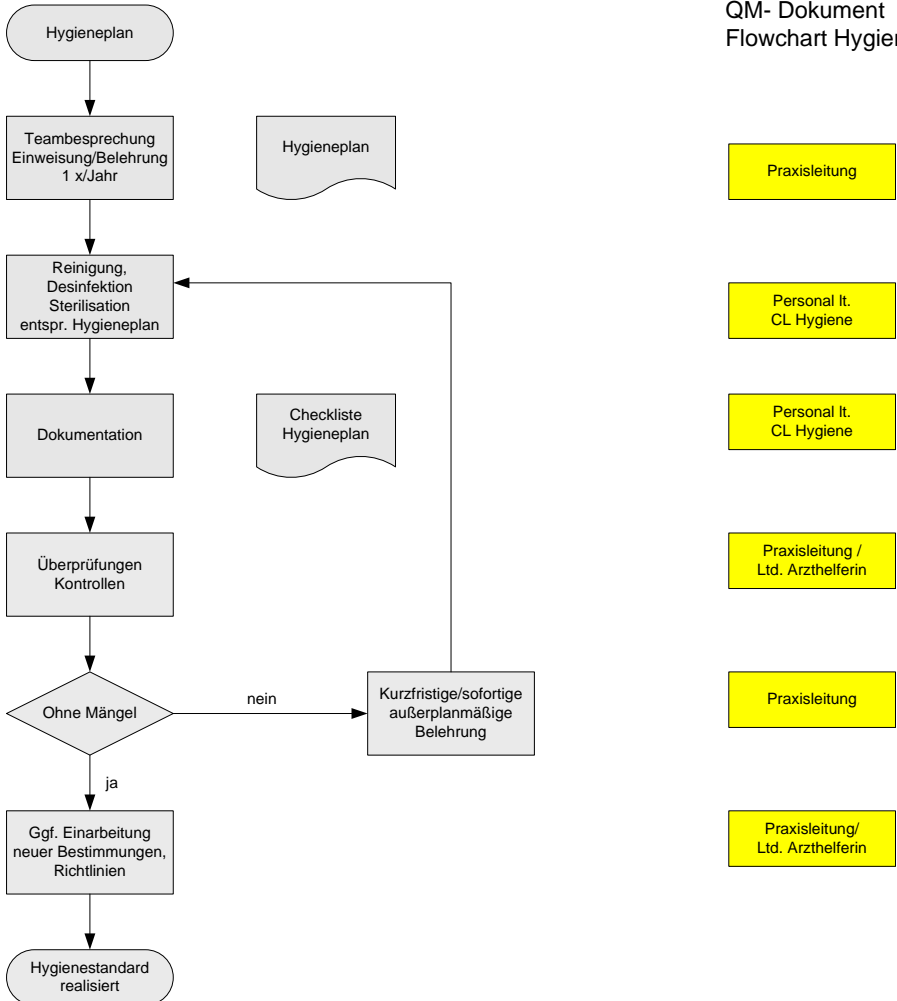 QM- Dokument
Flowchart Hygie
Hygieneplan
Teambesprechung
Einweisung/Belehrung
1 x/Jahr
Hygieneplan
Praxisleitung
Reinigung,
Desinfektion
Sterilisation
entspr. Hygieneplan
Personal lt.
CL Hygiene
Dokumentation
Checkliste
Hygieneplan
Personal lt.
CL Hygiene
Überprüfungen
Kontrollen
Praxisleitung /
Ltd. Arzthelferin
Ohne Mängel
nein
Kurzfristige/sofortige
außerplanmäßige
Belehrung
Praxisleitung
ja
Ggf. Einarbeitung
neuer Bestimmungen,
Richtlinien
Praxisleitung/
Ltd. Arzthelferin
Hygienestandard
realisiert